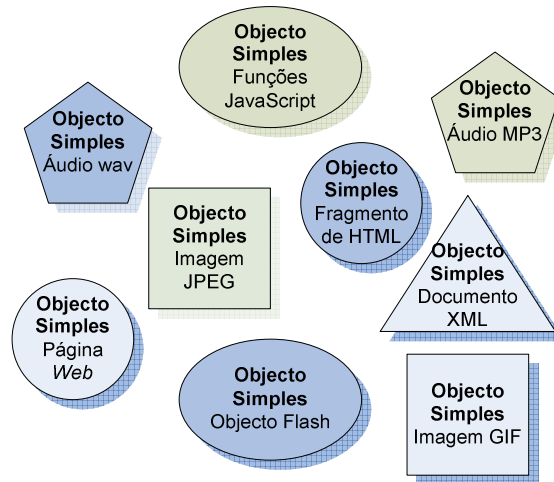 Objecto
Simples
Funções
JavaScript
Objecto
Simples
Áudio wav
Objecto
Simples
Áudio MP3
Objecto
Simples
Fragmento
de HTML
Objecto
Simples
Imagem
JPEG
Objecto
Simples
Documento
XML
Objecto
Simples
Página
Web
Objecto
Simples
Objecto Flash
Objecto
Simples
Imagem GIF